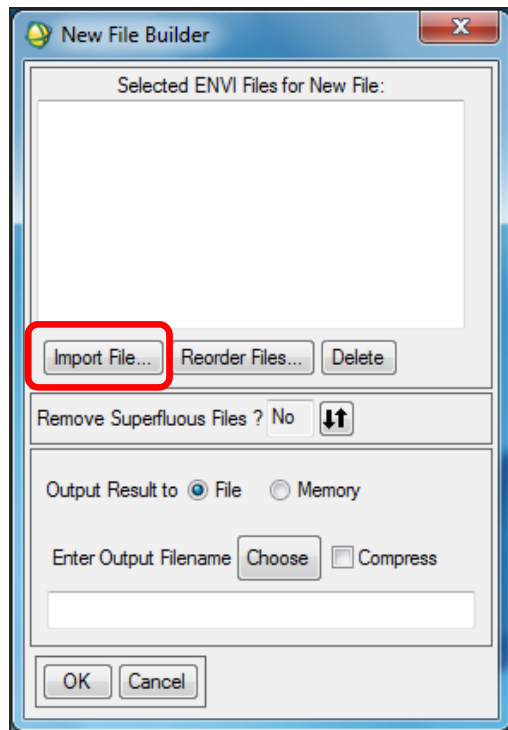 New File Builder
Selected ENVI Files for New File:
Import File... Reorder Files... Delete
Remove Superfluous Files ? No
Output Result to File Memory
Enter Output Filename Choose Compress
OK Cancel